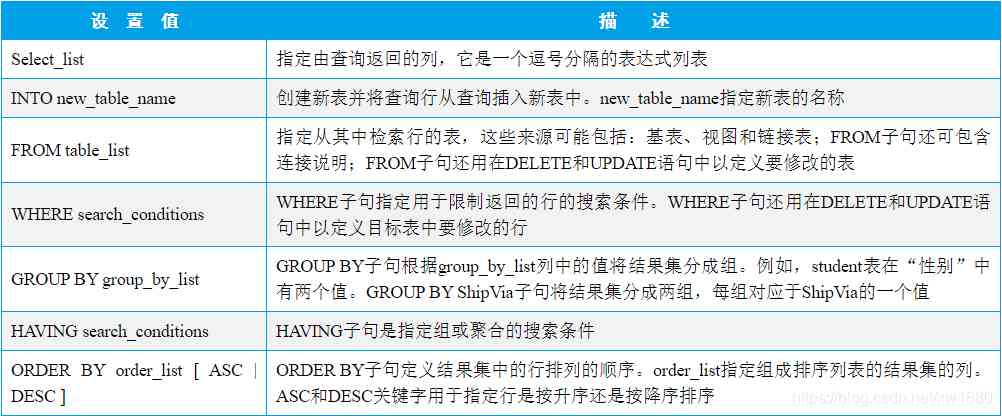 设 置 值
描 述
Select_list
指定由查询返回的列，它是一个逗号分隔的表达式列表
INTO new_table_name
创建新表并将查询行从查询插入新表中。new_table_name指定新表的名称
FROM table_list
指定从其中检索行的表，这些来源可能包括：基表、视图和链接表；FROM子句还可包含
连接说明；FROM子句还用在DELETE和UPDATE语句中以定义要修改的表
WHERE search_conditions
WHERE子句指定用于限制返回的行的搜索条件。WHERE子句还用在DELETE和UPDATE语
句中以定义目标表中要修改的行
GROUP BY group_by_list
GROUP BY子句根据group_by_list列中的值将结果集分成组。例如，student表在“性别”中
有两个值。GROUP BY ShipVia子句将结果集分成两组，每组对应于ShipVia的一个值
HAVING search_conditions
HAVING子句是指定组或聚合的搜索条件
ORDER BY order_list [ ASC |
DESC ]
ORDER BY子句定义结果集中的行排列的顺序。order_list指定组成排序列表的结果集的列。
ASC和DESC关键字用于指定行是按升序还是按降序排序